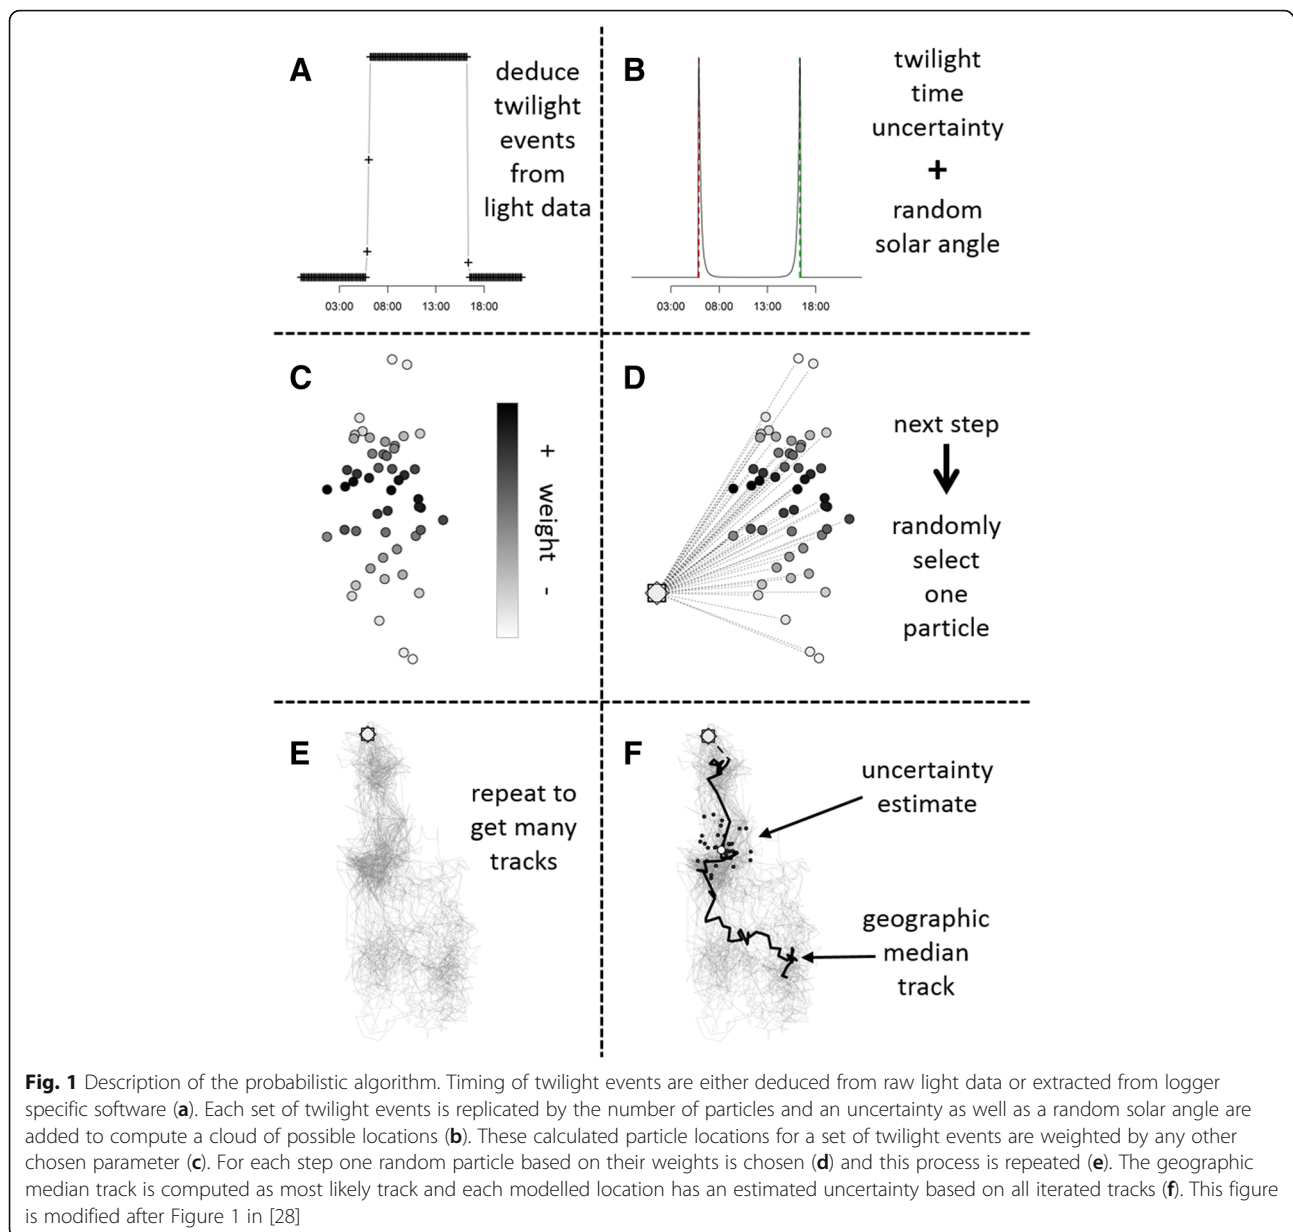 A
deduce
twilight
events
from
light data
03:00 08:00 13:00 18:00
B
twilight
time
uncertainty
+
random
solar angle
03:00 08:00 13:00 18:00
C
+ weight -
D
next step
randomly
select
one
particle
E
repeat to
get many
tracks
F
uncertainty
estimate
geographic
median
track
Fig. 1 Description of the probabilistic algorithm. Timing of twilight events are either deduced from raw light data or extracted from logger
specific software (a). Each set of twilight events is replicated by the number of particles and an uncertainty as well as a random solar angle are
added to compute a cloud of possible locations (b). These calculated particle locations for a set of twilight events are weighted by any other
chosen parameter (c). For each step one random particle based on their weights is chosen (d) and this process is repeated (e). The geographic
median track is computed as most likely track and each modelled location has an estimated uncertainty based on all iterated tracks (f). This figure
is modified after Figure 1 in [28]